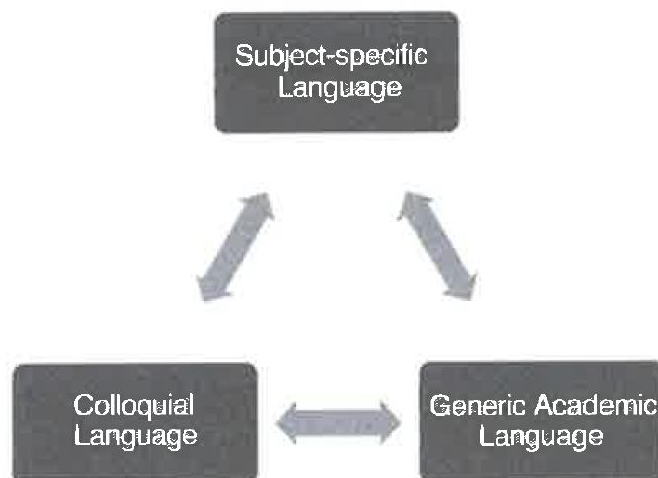 Subject-specific
Language
Colloquial
Language
Generic Academic
Language